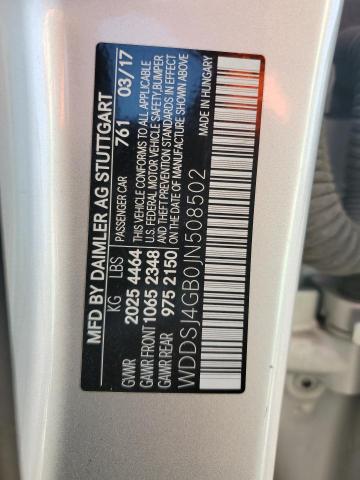 MFD BY DAIMLER AG STUTTGART
KG LBS PASSENGER CAR 761 03/17
GVWR 2025 4464 THIS VEHICLE CONFORMS TO ALL APPLICABLE
GAWR FRONT 1065 2348 U.S. FEDERAL MOTOR VEHICLE SAFETY, BUMPER
GAWR REAR 975 2150 AND THEFT PREVENTION STANDARDS IN EFFECT
ON THE DATE OF MANUFACTURE SHOWN ABOVE
WDDSJ4GB0JN508502 MADE IN HUNGARY